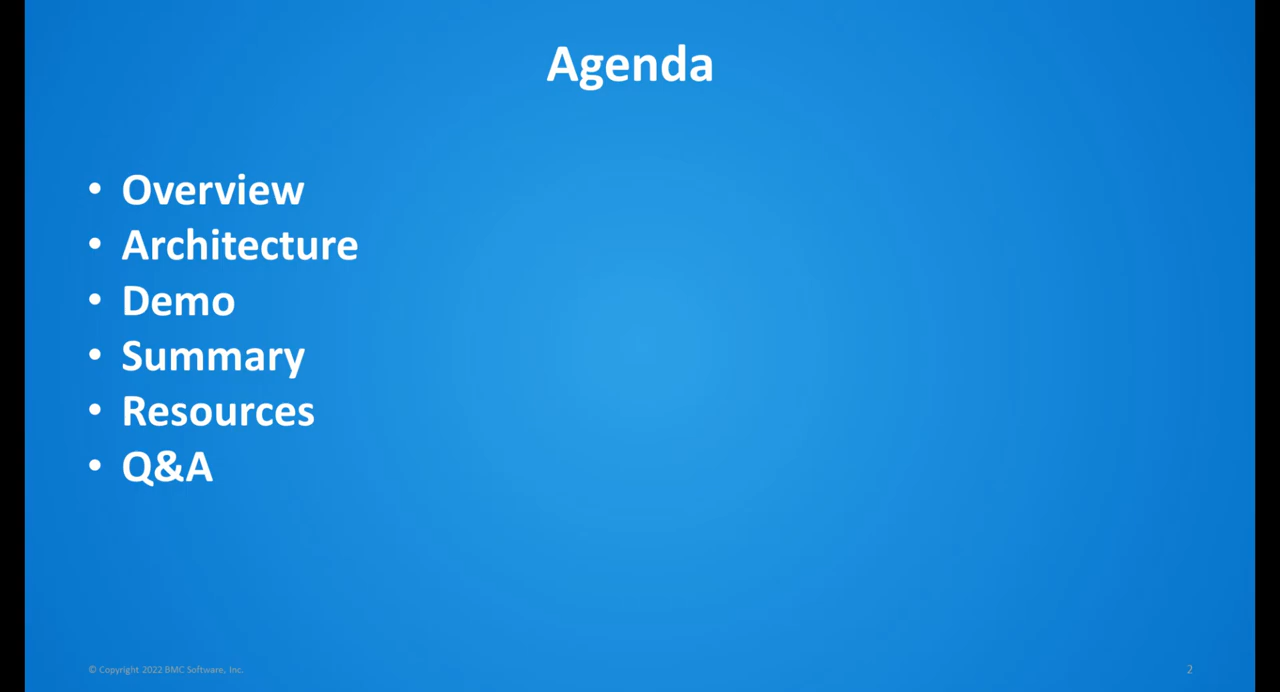 Agenda
• Overview
• Architecture
• Demo
• Summary
• Resources
• Q&A
© Copyright 2022 BMC Software, Inc.
2